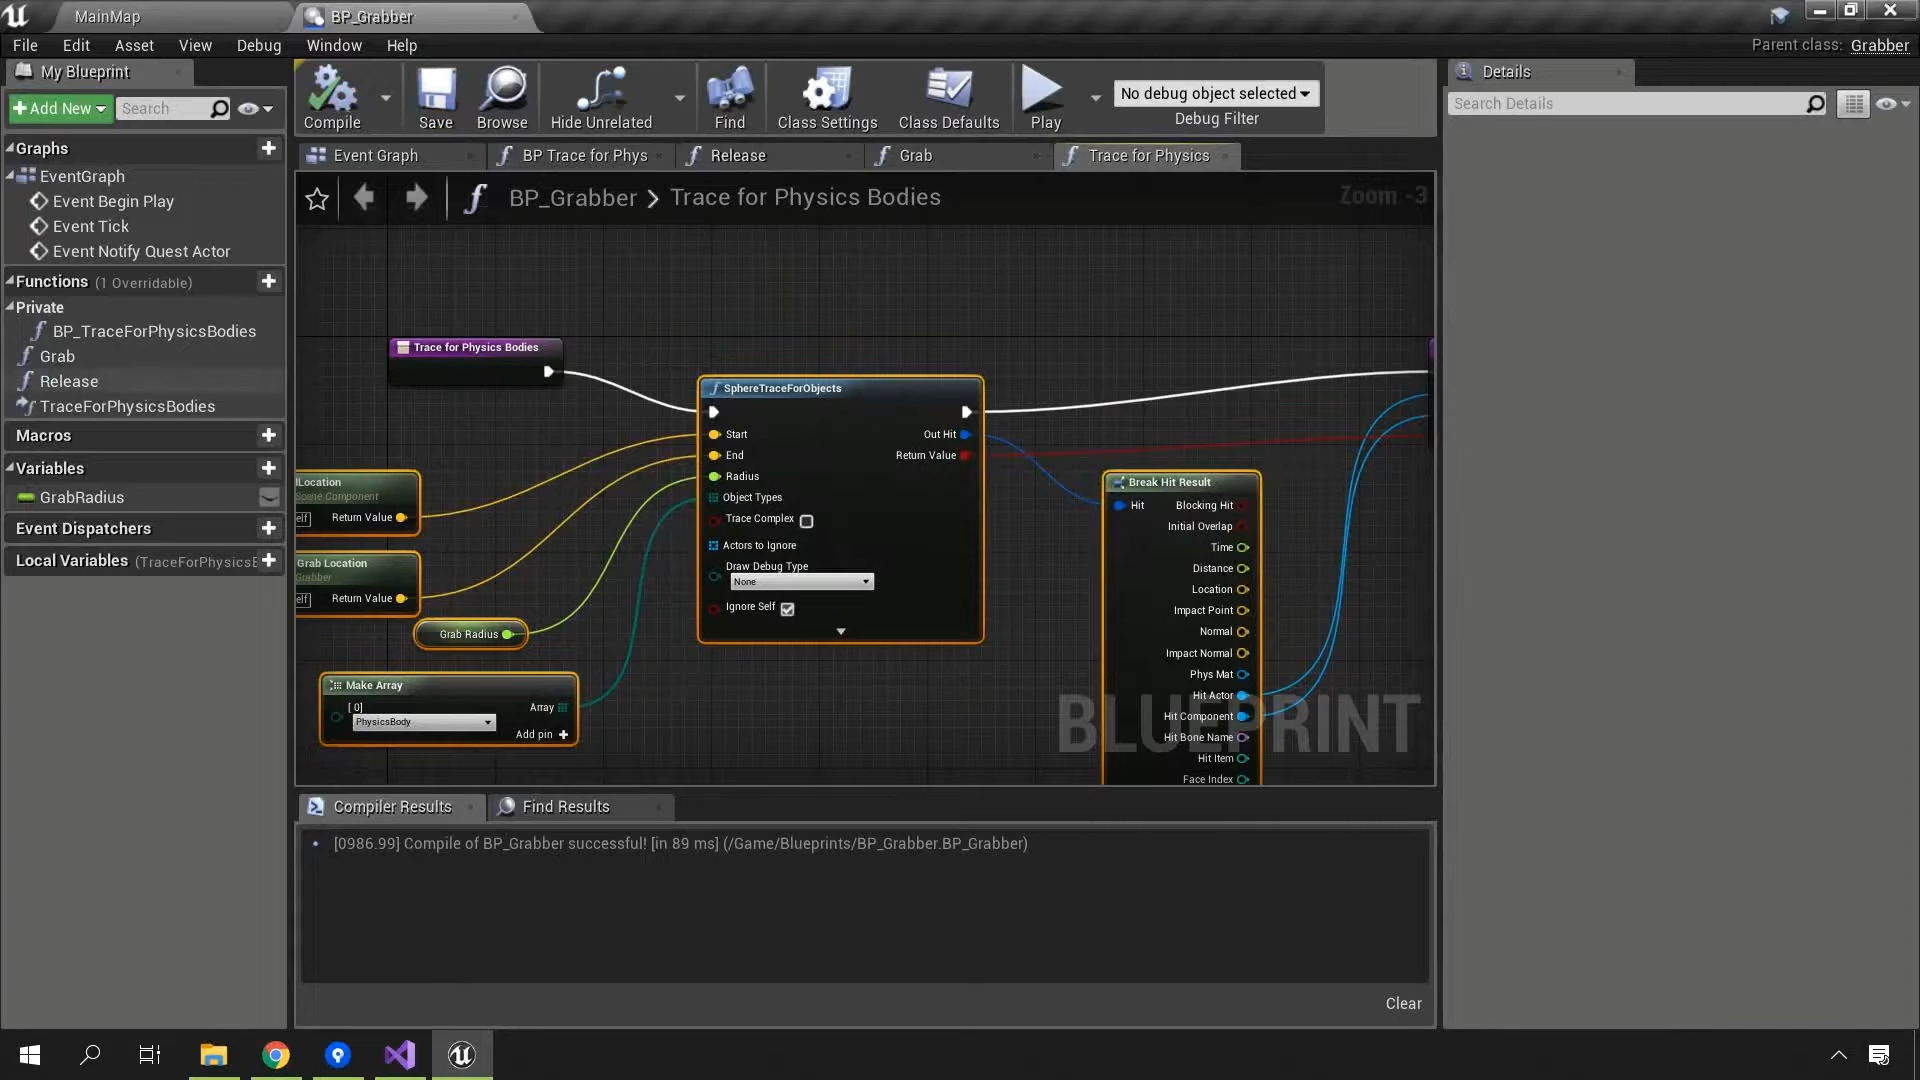 MainMap
BP_Grabber
File Edit Asset View Debug Window Help
Parent class: Grabber
My Blueprint
Add New
Search
Compile
Save
Browse
Hide Unrelated
Find
Class Settings
Class Defaults
Play
No debug object selected
Debug Filter
Details
Search Details
Graphs
EventGraph
Event Begin Play
Event Tick
Event Notify Quest Actor
Functions (1 Overridable)
Private
BP_TraceForPhysicsBodies
Grab
Release
TraceForPhysicsBodies
Macros
Variables
GrabRadius
Event Dispatchers
Local Variables (TraceForPhysicsE
Event Graph
BP Trace for Phys
Release
Grab
Trace for Physics
BP_Grabber > Trace for Physics Bodies
Zoom -3
Trace for Physics Bodies
SphereTraceForObjects
Start
Out Hit
End
Return Value
Radius
Object Types
Trace Complex
Actors to Ignore
Draw Debug Type
None
Ignore Self
lLocation
Scene Component
elf
Return Value
Grab Location
Grabber
elf
Return Value
Grab Radius
Make Array
[0]
Array
PhysicsBody
Add pin
Break Hit Result
Hit
Blocking Hit
Initial Overlap
Time
Distance
Location
Impact Point
Normal
Impact Normal
Phys Mat
Hit Actor
Hit Component
Hit Bone Name
Hit Item
Face Index
BLUEPRINT
Compiler Results
Find Results
[0986.99] Compile of BP_Grabber successful! [in 89 ms] (/Game/Blueprints/BP_Grabber.BP_Grabber)
Clear